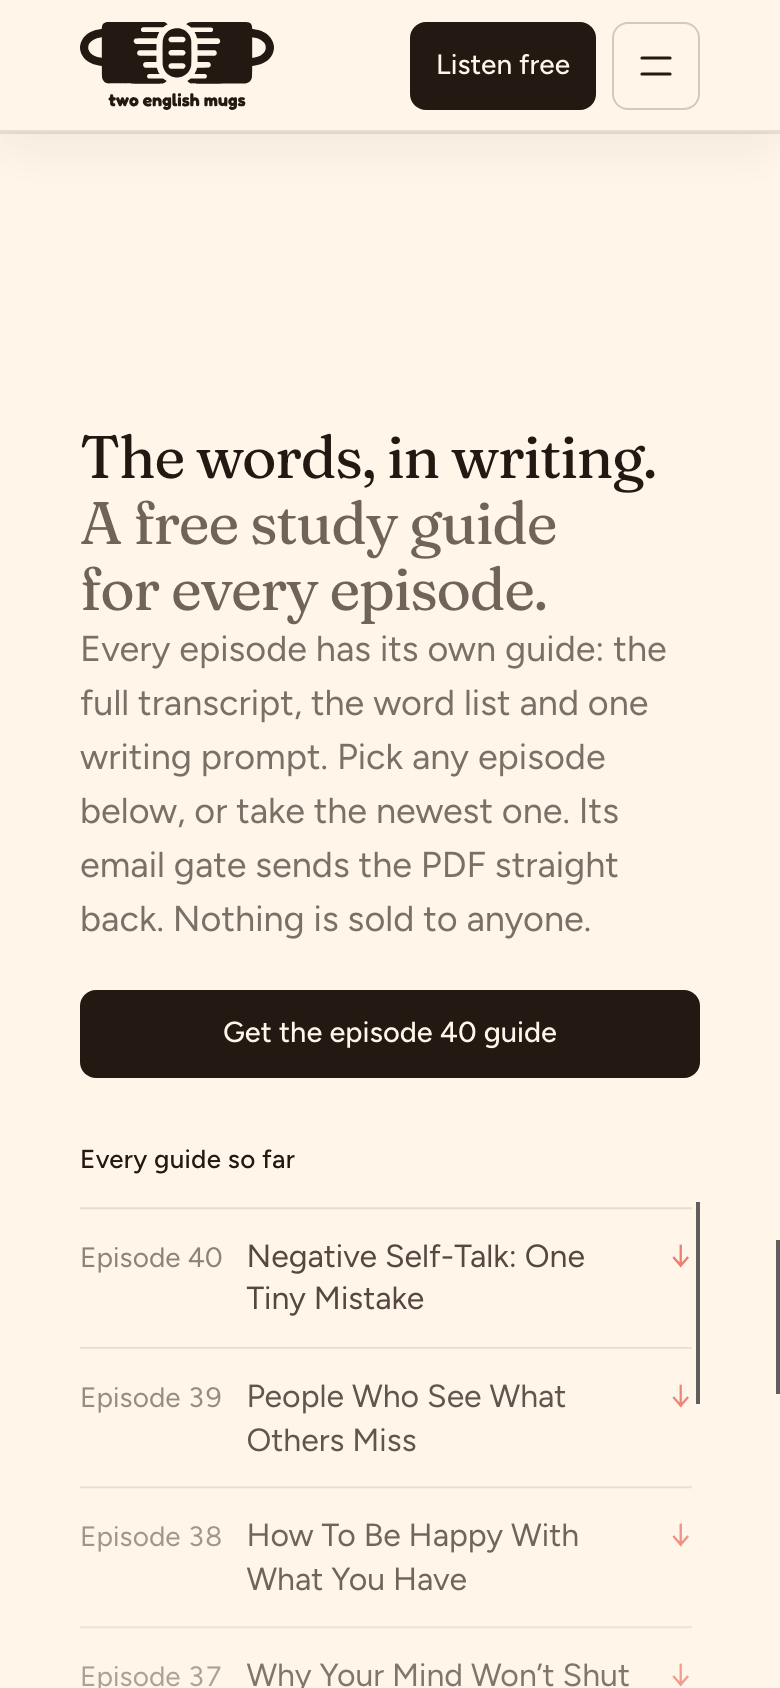 two english mugs
Listen free
The words, in writing.
A free study guide
for every episode.
Every episode has its own guide: the
full transcript, the word list and one
writing prompt. Pick any episode
below, or take the newest one. Its
email gate sends the PDF straight
back. Nothing is sold to anyone.
Get the episode 40 guide
Every guide so far
Episode 40 Negative Self-Talk: One
Tiny Mistake
Episode 39 People Who See What
Others Miss
Episode 38 How To Be Happy With
What You Have
Episode 37 Why Your Mind Won’t Shut